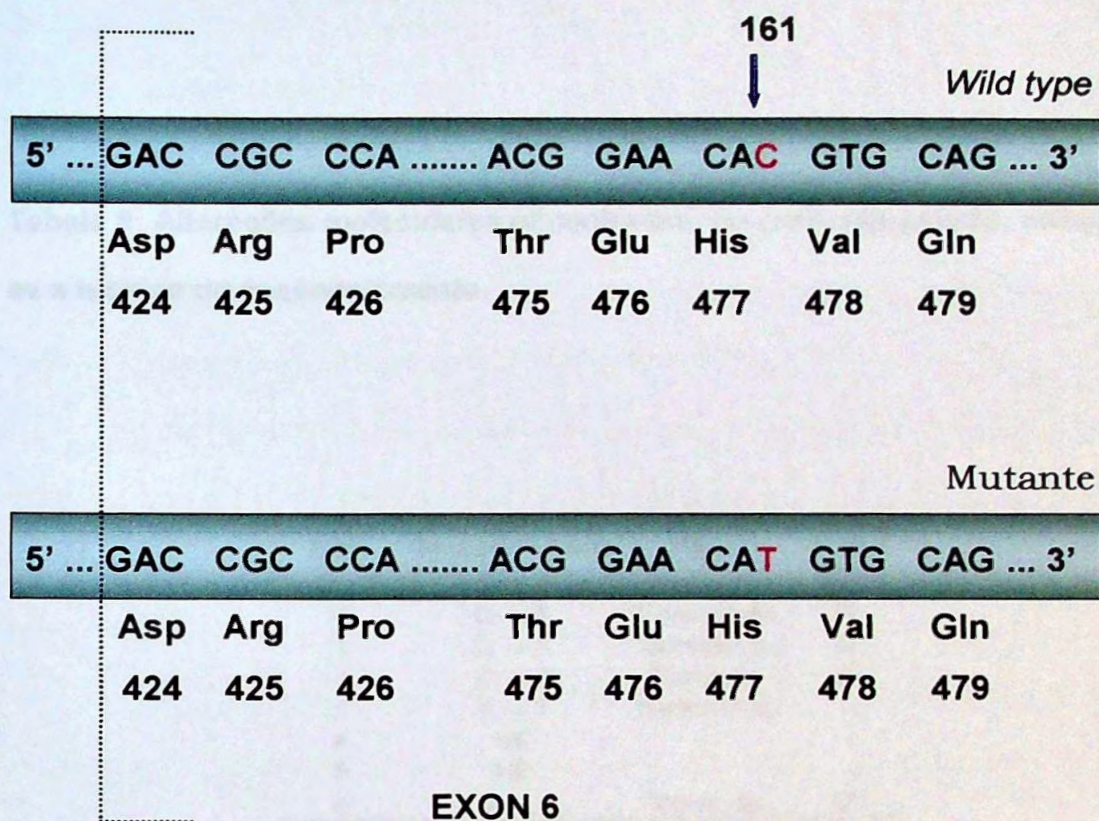 161
Wild type
5' ... GAC CGC CCA ....... ACG GAA CAC GTG CAG ... 3'
Asp Arg Pro Thr Glu His Val Gln
424 425 426 475 476 477 478 479
Mutante
5' ... GAC CGC CCA ....... ACG GAA CAT GTG CAG ... 3'
Asp Arg Pro Thr Glu His Val Gln
424 425 426 475 476 477 478 479
EXON 6